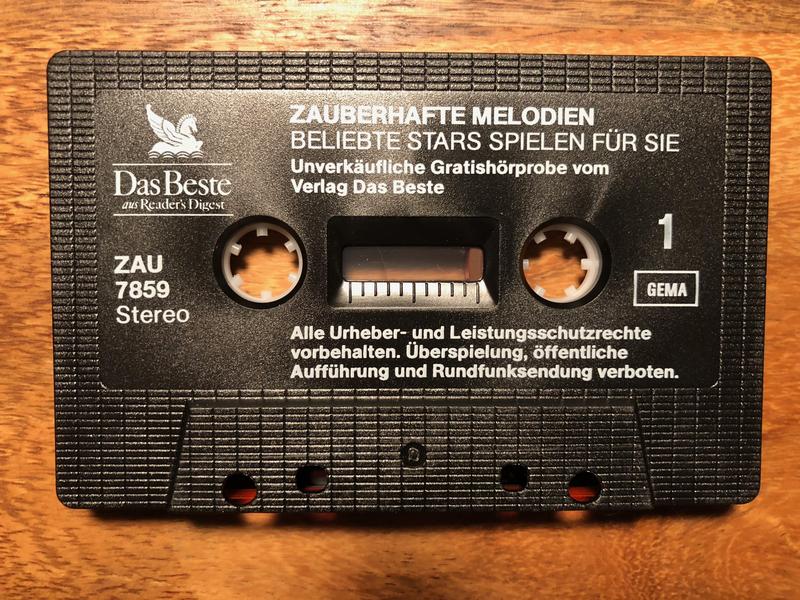 ZAUBERHAFTE MELODIEN
BELIEBTE STARS SPIELEN FÜR SIE
Unverkäufliche Gratishörprobe vom
Verlag Das Beste
Das Beste
aus Reader's Digest
ZAU
7859
Stereo
1
GEMA
Alle Urheber- und Leistungsschutzrechte
vorbehalten. Überspielung, öffentliche
Aufführung und Rundfunksendung verboten.